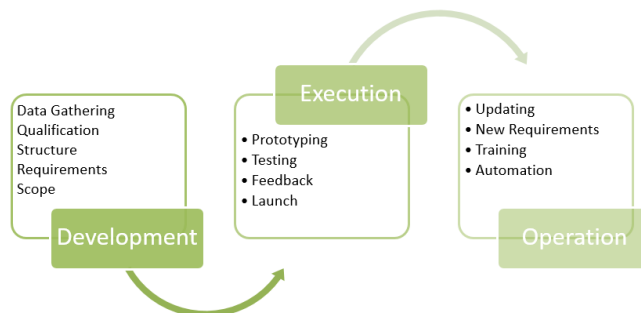 Data Gathering
Qualification
Structure
Requirements
Scope
Development
Execution
• Prototyping
• Testing
• Feedback
• Launch
• Updating
• New Requirements
• Training
• Automation
Operation